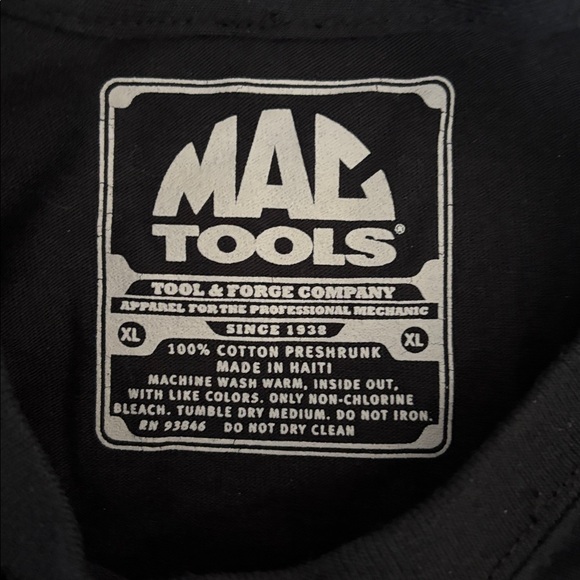 MAC
TOOLS®
TOOL & FORGE COMPANY
APPAREL FOR THE PROFESSIONAL MECHANIC
SINCE 1938
XL XL
100% COTTON PRESHRUNK
MADE IN HAITI
MACHINE WASH WARM, INSIDE OUT,
WITH LIKE COLORS. ONLY NON-CHLORINE
BLEACH. TUMBLE DRY MEDIUM. DO NOT IRON.
RN 93846 DO NOT DRY CLEAN